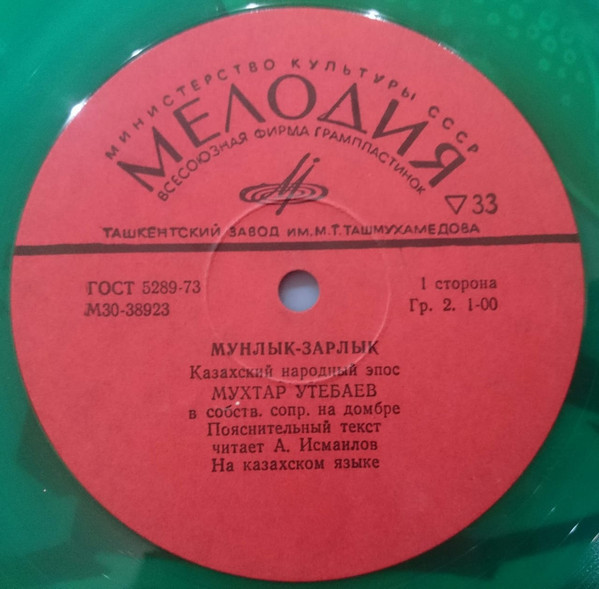 МИНИСТЕРСТВО КУЛЬТУРЫ СССР
МЕЛОДИЯ
ВСЕСОЮЗНАЯ ФИРМА ГРАМПЛАСТИНОК
▽33
ТАШКЕНТСКИЙ ЗАВОД ИМ. М.Т. ТАШМУХАМЕДОВА
ГОСТ 5289-73
М30-38923
1 сторона
Гр. 2. 1-00
МУНЛЫК-ЗАРЛЫК
Казахский народный эпос
МУХТАР УТЕБАЕВ
в собств. сопр. на домбре
Пояснительный текст
читает А. Исмаилов
На казахском языке